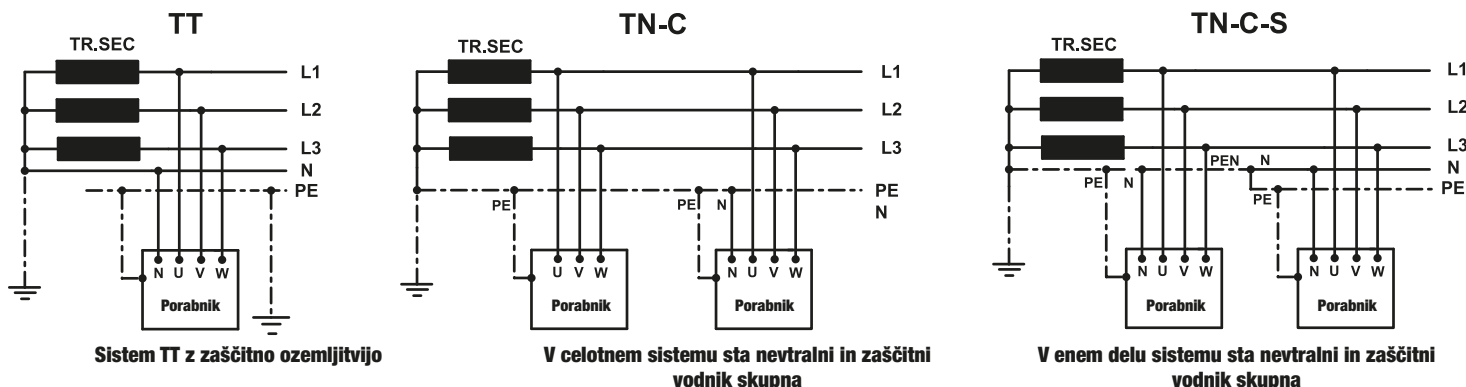 TT
TR.SEC
L1
L2
L3
N
PE
N U V W
Porabnik
Sistem TT z zaščitno ozemljitvijo
TN-C
TR.SEC
L1
L2
L3
PE
N
PE
PE N
U V W
Porabnik
N U V W
Porabnik
V celotnem sistemu sta nevtralni in zaščitni
vodnik skupna
TN-C-S
TR.SEC
L1
L2
L3
PEN N
N
PE N
PE
PE
N U V W
Porabnik
N U V W
Porabnik
V enem delu sistemu sta nevtralni in zaščitni
vodnik skupna